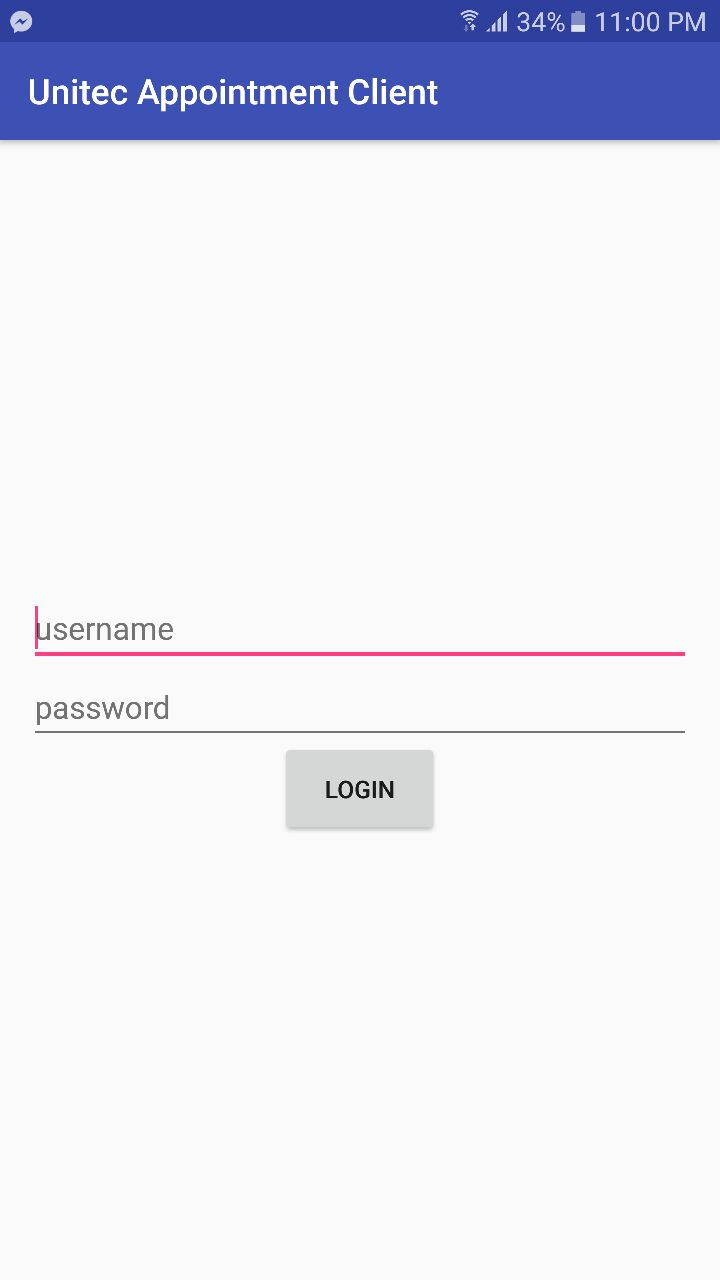 34% 11:00 PM
Unitec Appointment Client
username
password
LOGIN